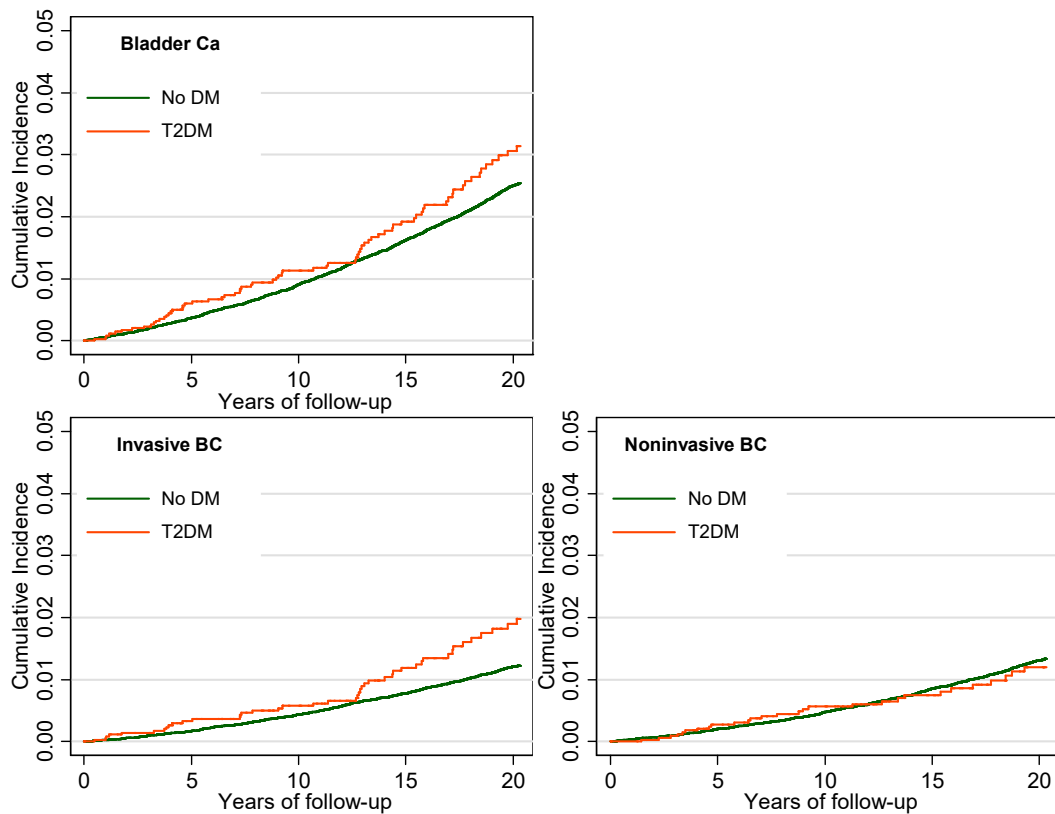 Bladder Ca
No DM
T2DM
Cumulative Incidence
0.00 0.01 0.02 0.03 0.04 0.05
0 5 10 15 20
Years of follow-up
Invasive BC
No DM
T2DM
Cumulative Incidence
0.00 0.01 0.02 0.03 0.04 0.05
0 5 10 15 20
Years of follow-up
Noninvasive BC
No DM
T2DM
Cumulative Incidence
0.00 0.01 0.02 0.03 0.04 0.05
0 5 10 15 20
Years of follow-up